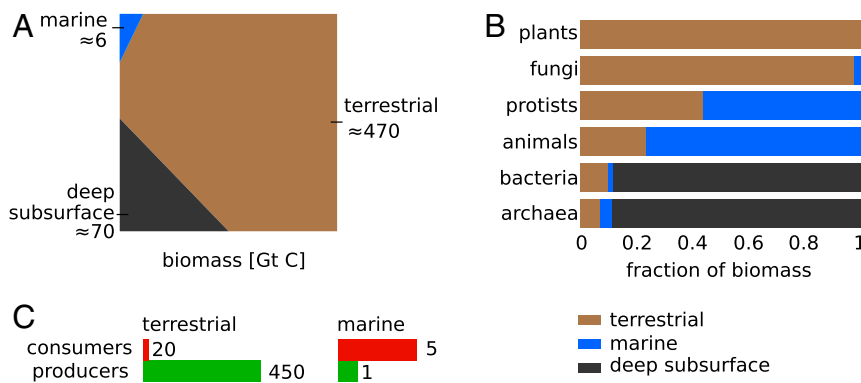 A
marine
≈6
terrestrial
≈470
deep
subsurface
≈70
biomass [Gt C]
B
plants
fungi
protists
animals
bacteria
archaea
0 0.2 0.4 0.6 0.8 1
fraction of biomass
terrestrial
marine
deep subsurface
C
terrestrial marine
consumers 20 5
producers 450 1